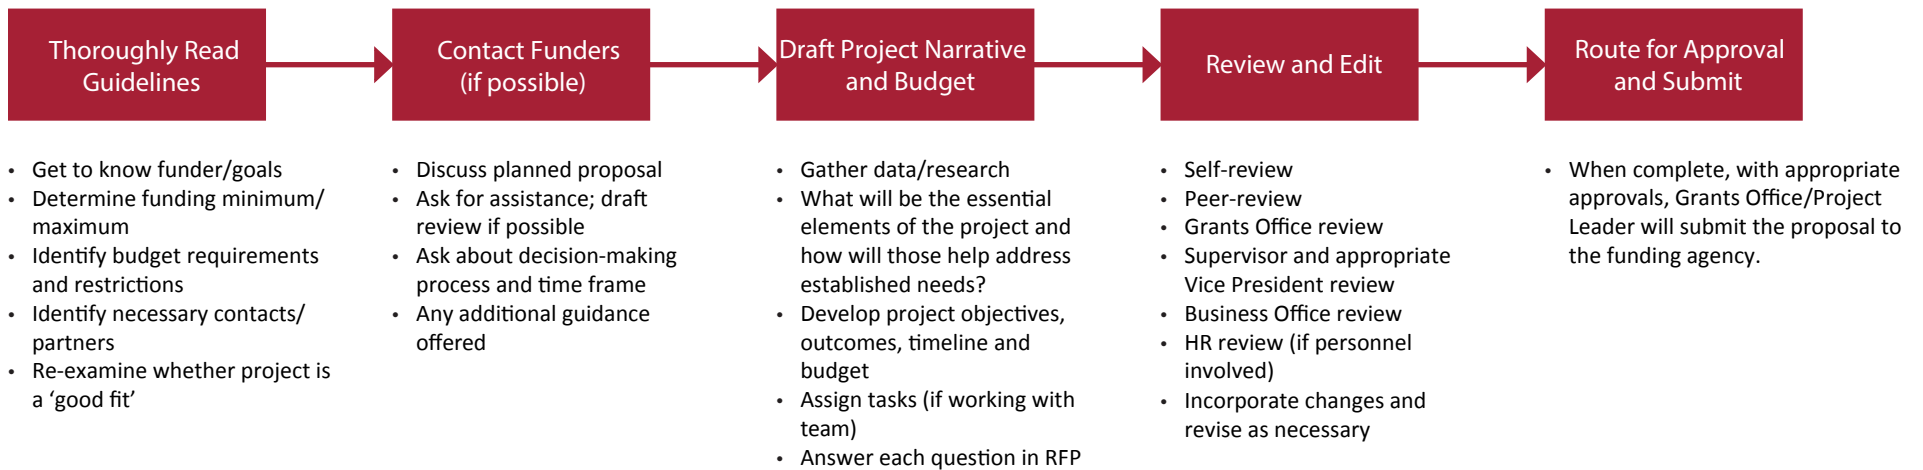 Thoroughly Read
Guidelines
Contact Funders
(if possible)
Draft Project Narrative
and Budget
Review and Edit
Route for Approval
and Submit
• Get to know funder/goals
• Determine funding minimum/
maximum
• Identify budget requirements
and restrictions
• Identify necessary contacts/
partners
• Re-examine whether project is
a ‘good fit’
• Discuss planned proposal
• Ask for assistance; draft
review if possible
• Ask about decision-making
process and time frame
• Any additional guidance
offered
• Gather data/research
• What will be the essential
elements of the project and
how will those help address
established needs?
• Develop project objectives,
outcomes, timeline and
budget
• Assign tasks (if working with
team)
• Answer each question in RFP
• Self-review
• Peer-review
• Grants Office review
• Supervisor and appropriate
Vice President review
• Business Office review
• HR review (if personnel
involved)
• Incorporate changes and
revise as necessary
• When complete, with appropriate
approvals, Grants Office/Project
Leader will submit the proposal to
the funding agency.